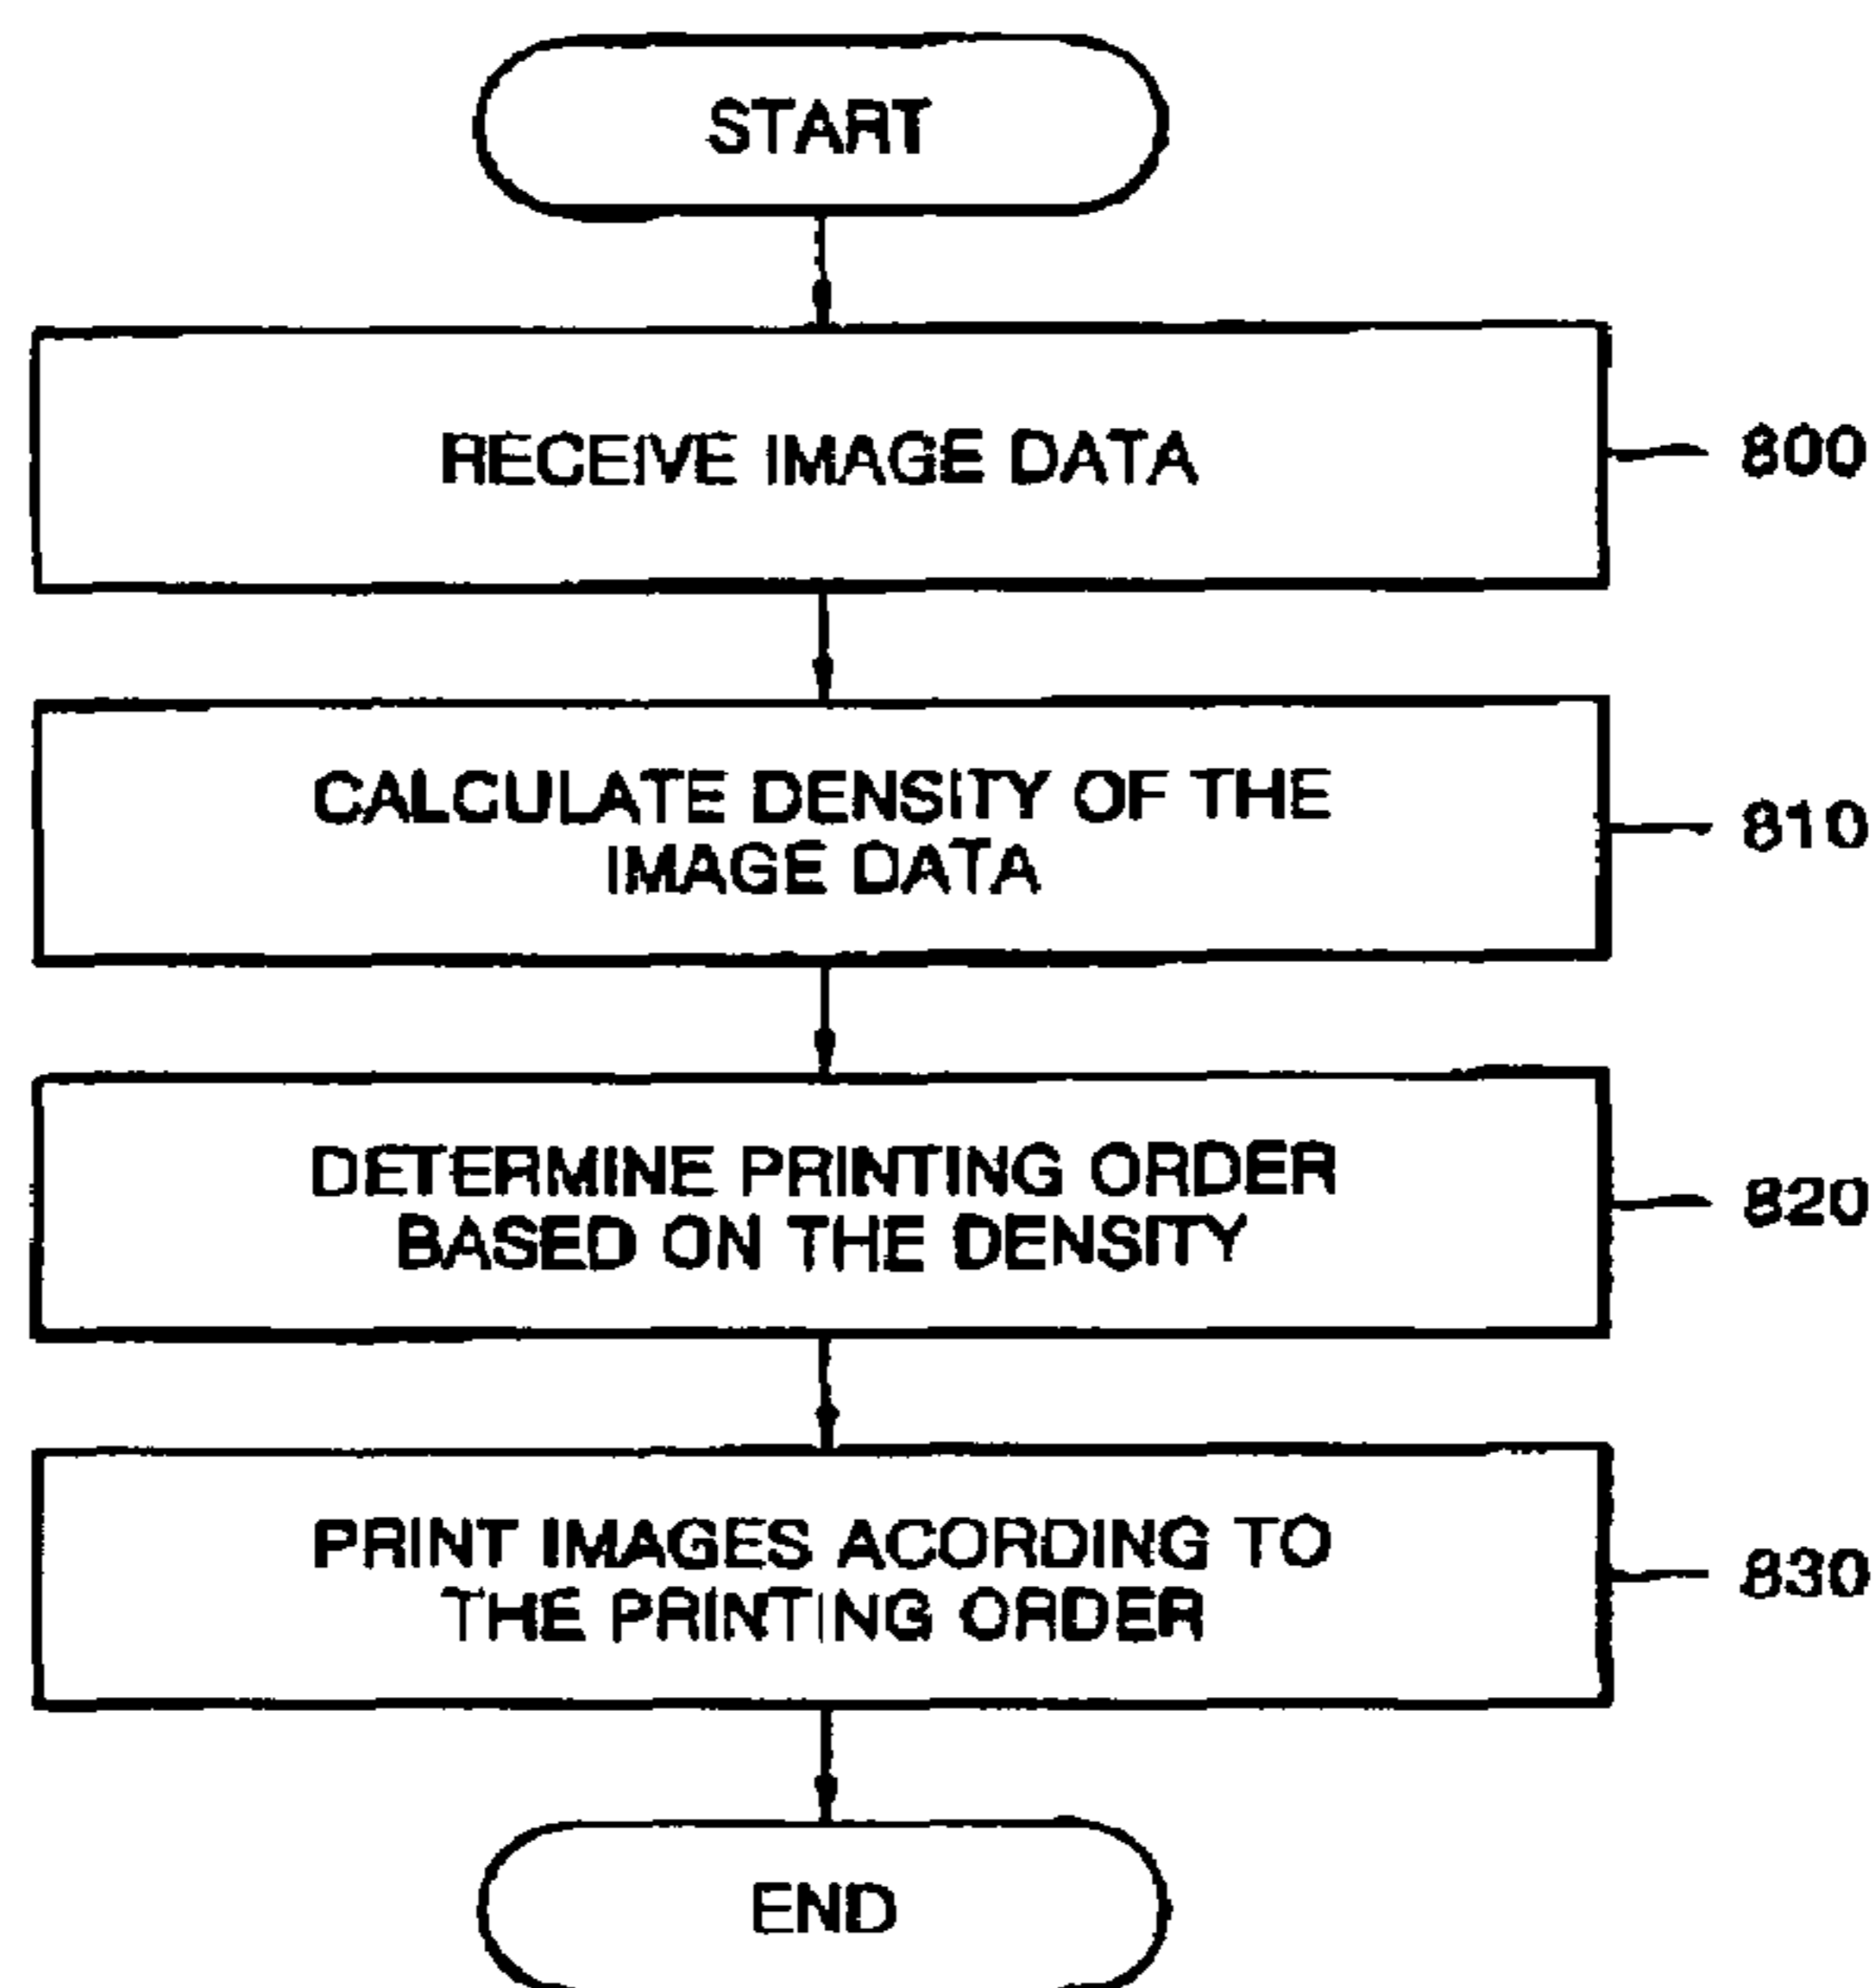 START
RECEIVE IMAGE DATA
800
CALCULATE DENSITY OF THE
IMAGE DATA
810
DETERMINE PRINTING ORDER
BASED ON THE DENSITY
820
PRINT IMAGES ACORDING TO
THE PRINTING ORDER
830
END